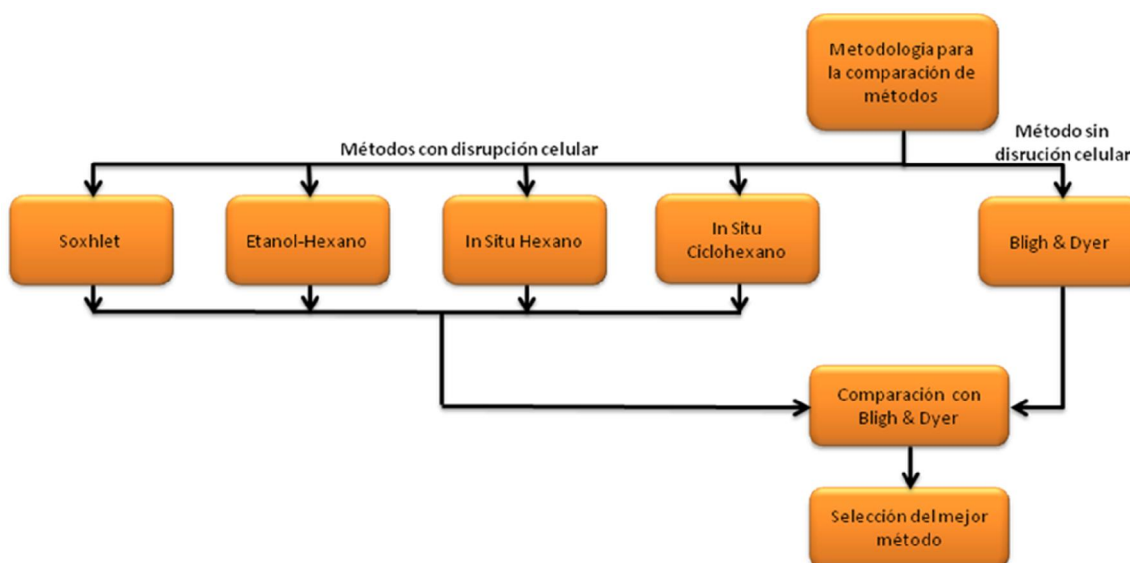 Metodología para
la comparación de
métodos
Métodos con disrupción celular
Método sin
disrución celular
Soxhlet
Etanol-Hexano
In Situ Hexano
In Situ
Ciclohexano
Bligh & Dyer
Comparación con
Bligh & Dyer
Selección del mejor
método